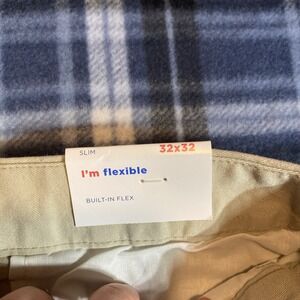 SLIM 32x32
I'm flexible
BUILT-IN FLEX